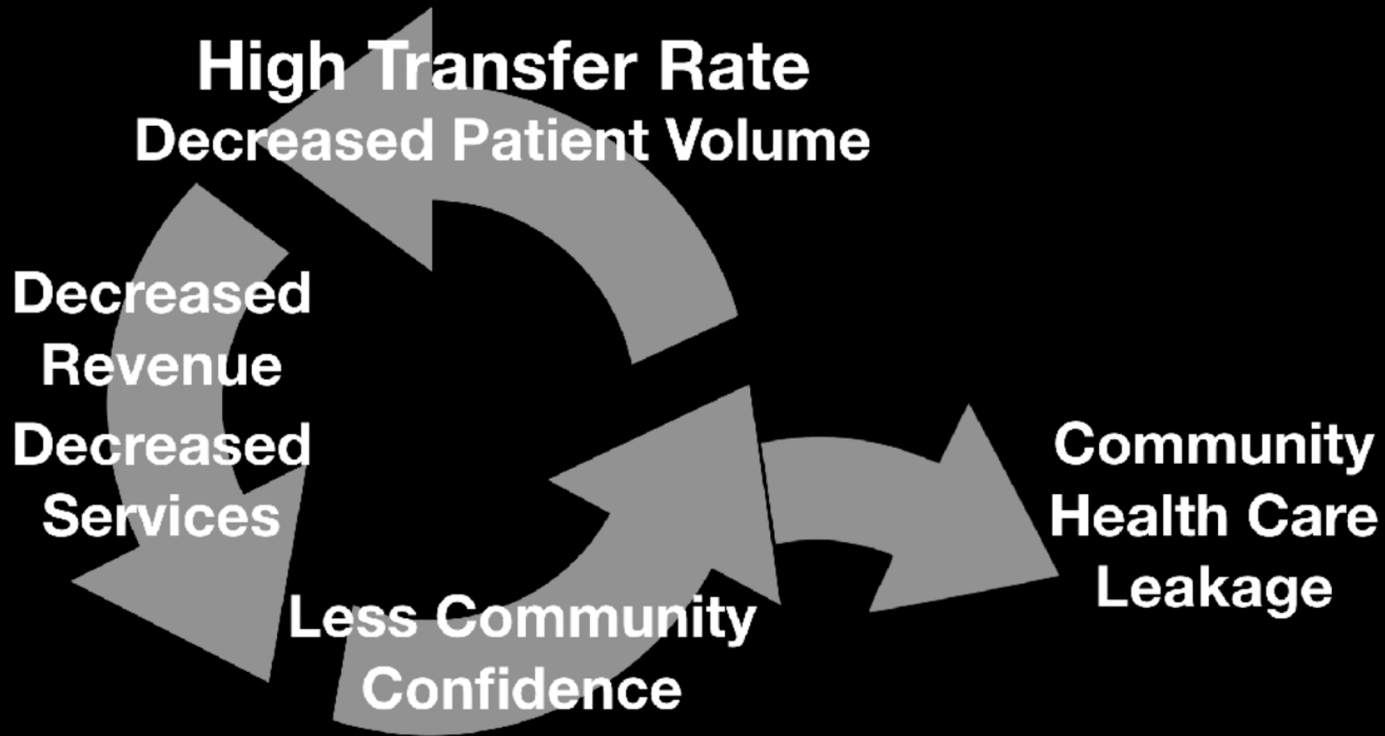 High Transfer Rate
Decreased Patient Volume
Decreased
Revenue
Decreased
Services
Less Community
Confidence
Community
Health Care
Leakage